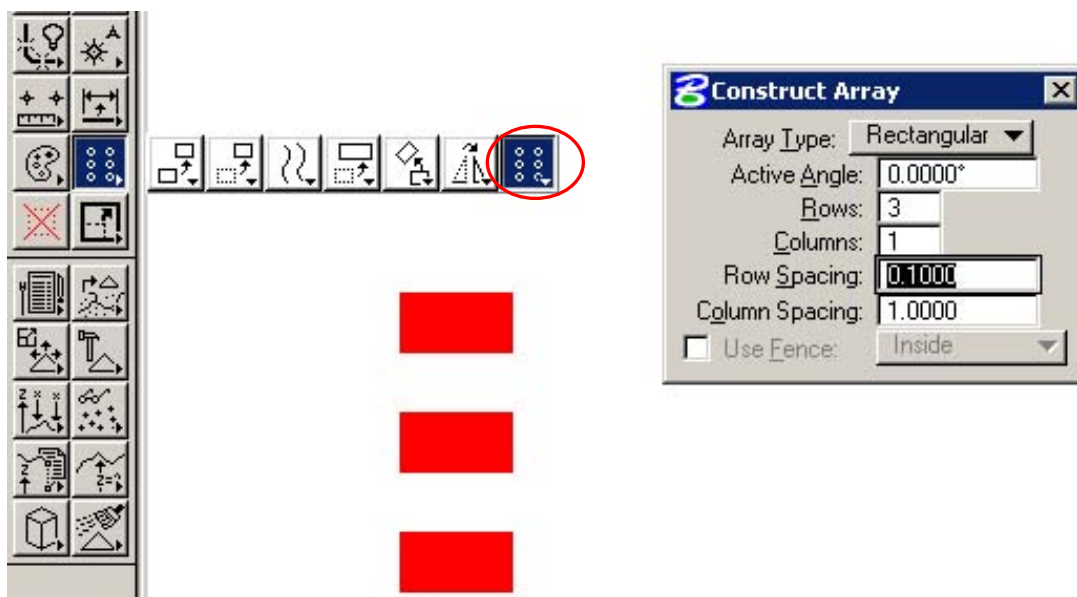 Construct Array
Array Type: Rectangular
Active Angle: 0.0000°
Rows: 3
Columns: 1
Row Spacing: 0.1000
Column Spacing: 1.0000
Use Fence: Inside
A
z x x
z
z=?